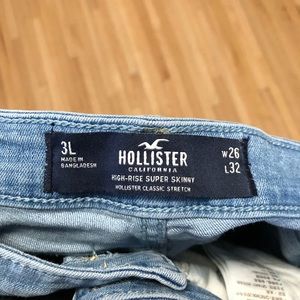 3L
MADE IN
BANGLADESH
HOLLISTER
CALIFORNIA
HIGH-RISE SUPER SKINNY
HOLLISTER CLASSIC STRETCH
W26
L32